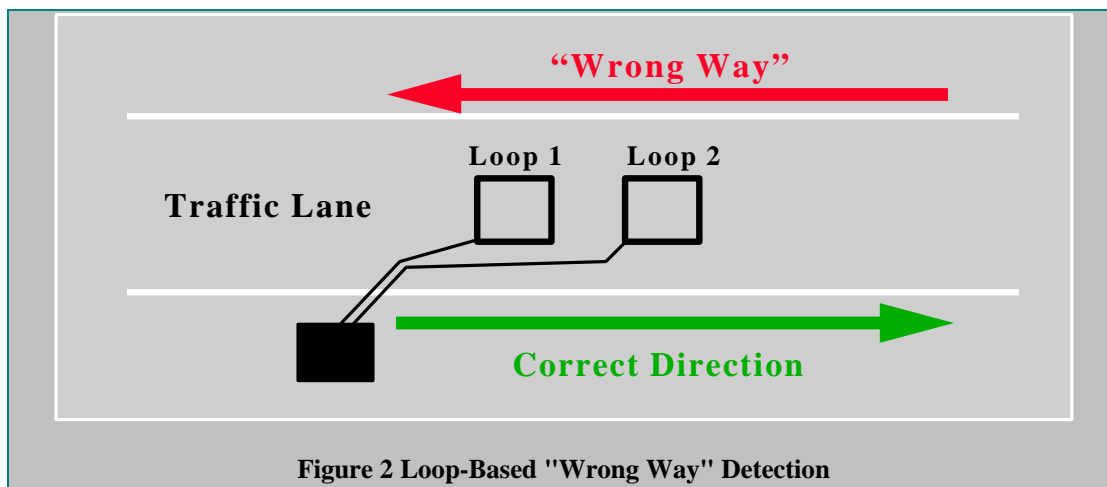 “Wrong Way”
Loop 1 Loop 2
Traffic Lane
Correct Direction
Figure 2 Loop-Based "Wrong Way" Detection